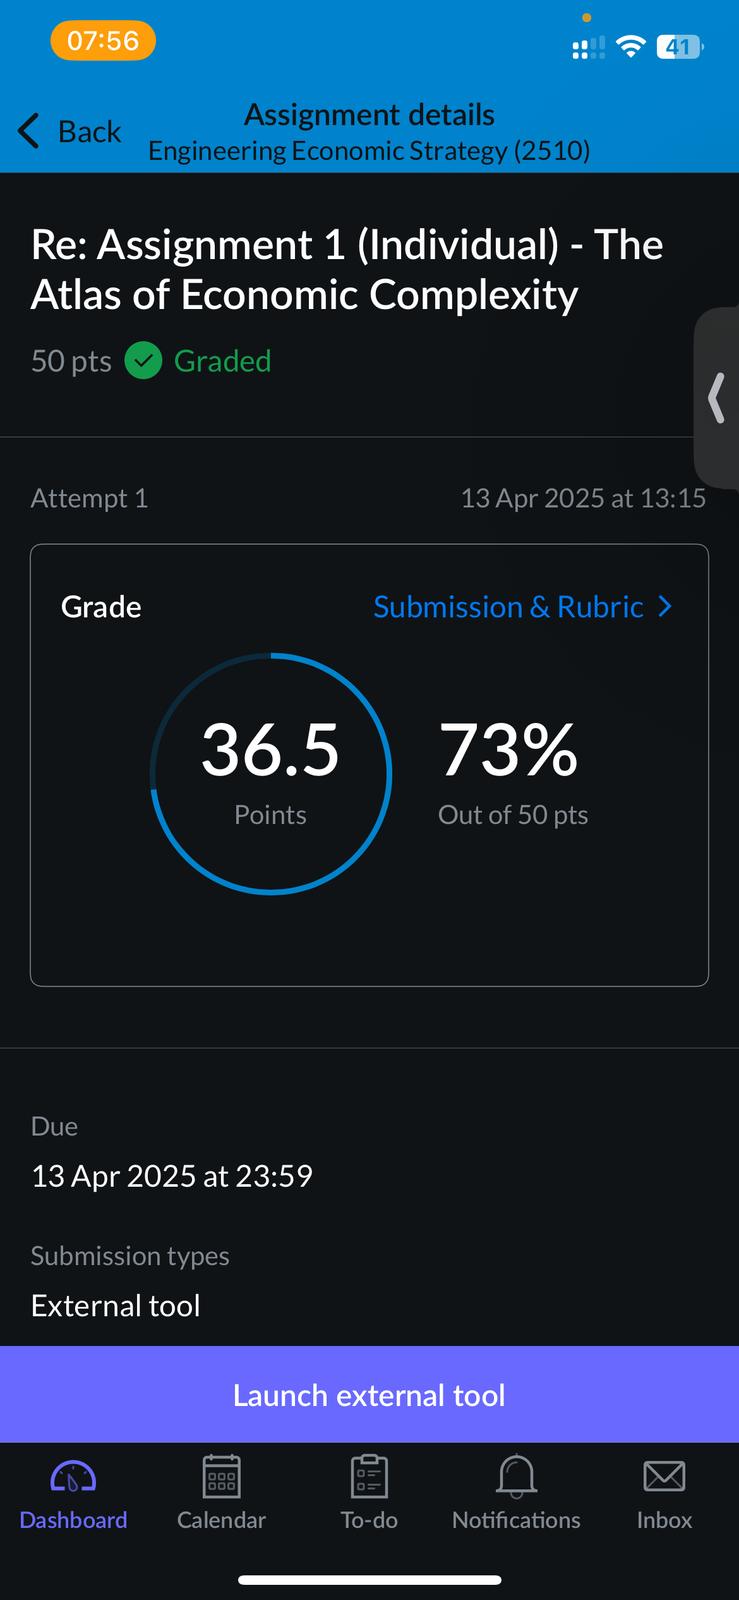 07:56
41
Back
Assignment details
Engineering Economic Strategy (2510)
Re: Assignment 1 (Individual) - The
Atlas of Economic Complexity
50 pts Graded
Attempt 1 13 Apr 2025 at 13:15
Grade Submission & Rubric
36.5 73%
Points Out of 50 pts
Due
13 Apr 2025 at 23:59
Submission types
External tool
Launch external tool
Dashboard Calendar To-do Notifications Inbox